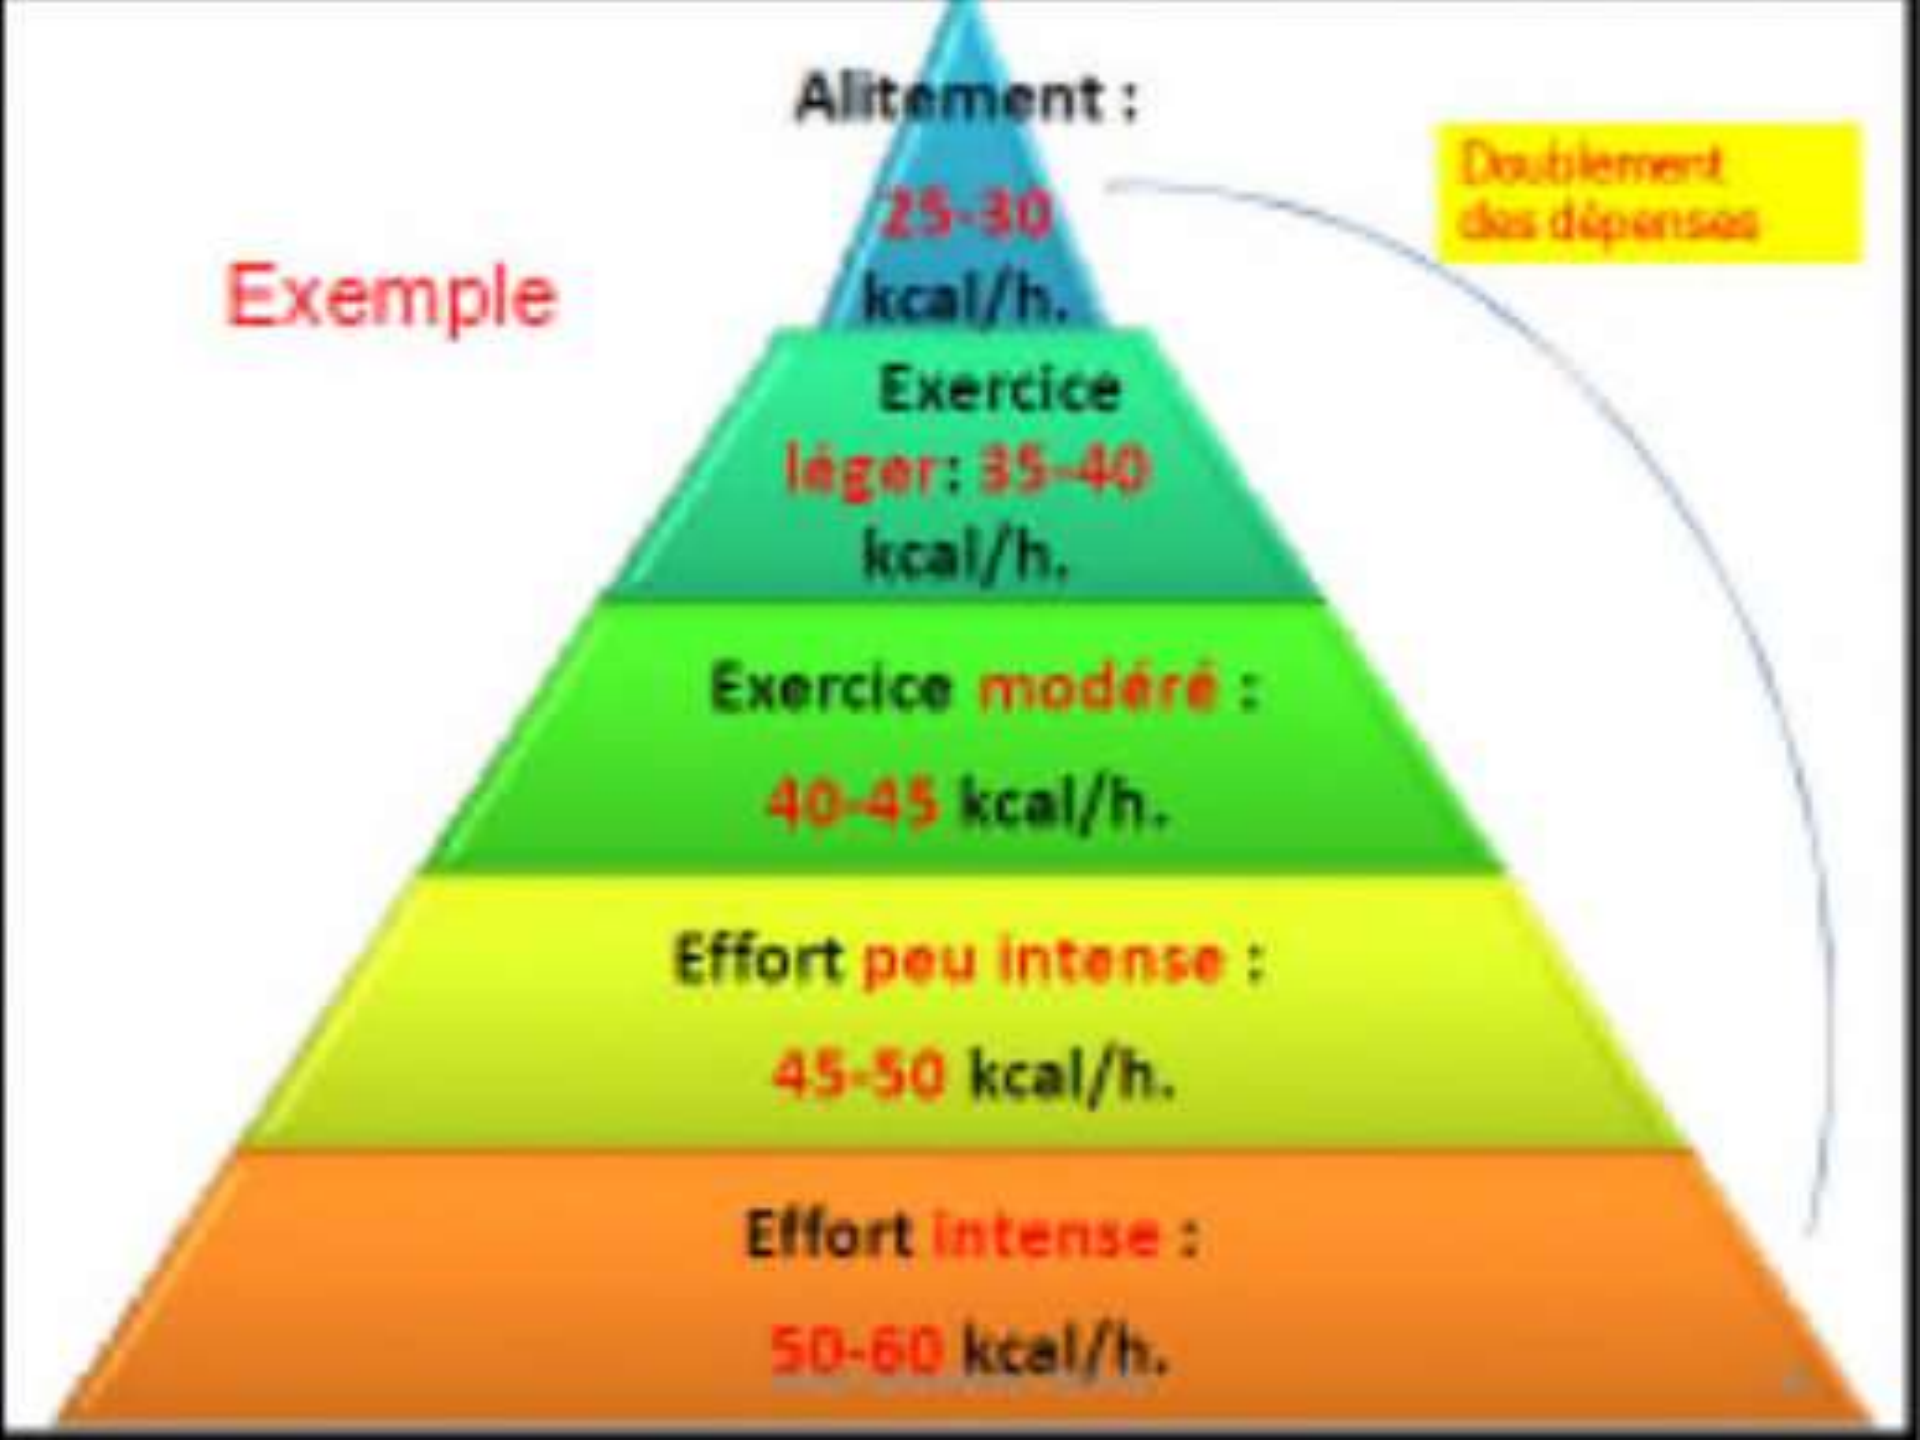 Alitement :
25-30
kcal/h.
Doublement
des dépenses
Exemple
Exercice
léger: 35-40
kcal/h.
Exercice modéré :
40-45 kcal/h.
Effort peu intense :
45-50 kcal/h.
Effort intense :
50-60 kcal/h.